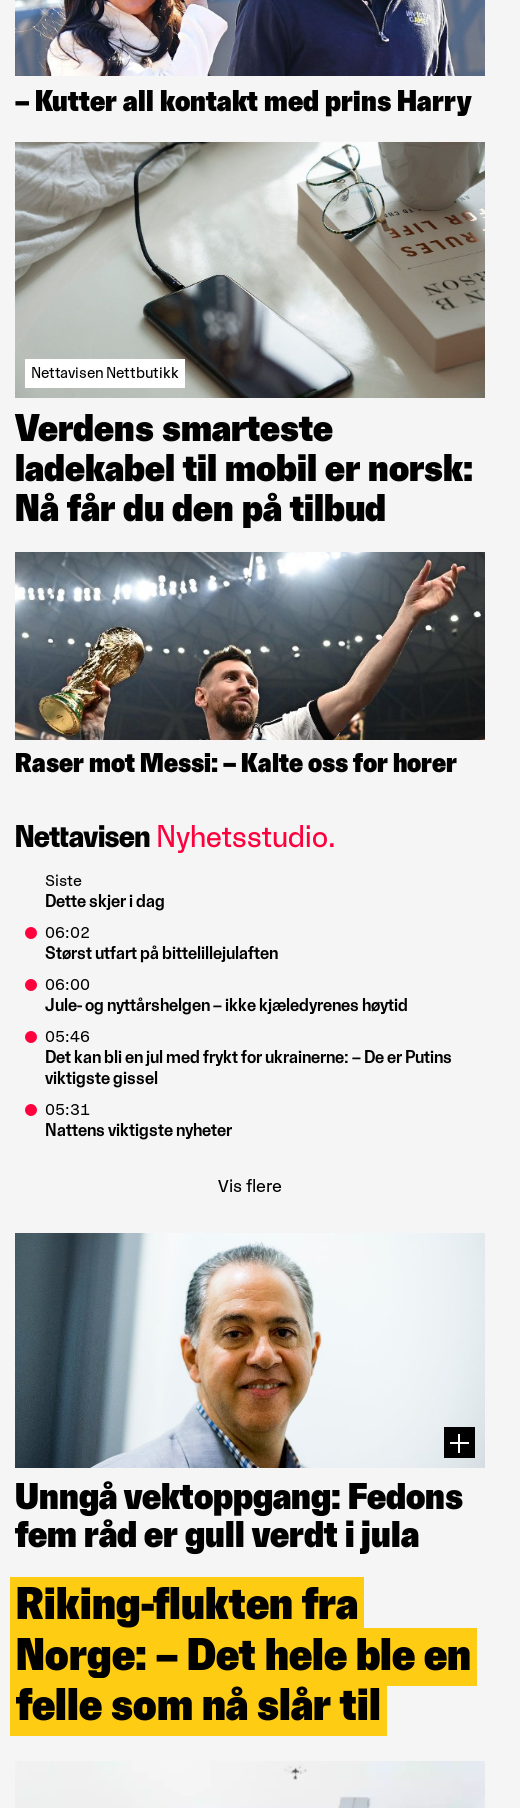 INVICTUS
– Kutter all kontakt med prins Harry
FOR LIFE
RULES
Nettavisen Nettbutikk
Verdens smarteste
ladekabel til mobil er norsk:
Nå får du den på tilbud
Raser mot Messi: – Kalte oss for horer
Nettavisen Nyhetsstudio.
Siste
Dette skjer i dag
06:02
Størst utfart på bittelillejulaften
06:00
Jule- og nyttårshelgen – ikke kjæledyrenes høytid
05:46
Det kan bli en jul med frykt for ukrainerne: – De er Putins
viktigste gissel
05:31
Nattens viktigste nyheter
Vis flere
Unngå vektoppgang: Fedons
fem råd er gull verdt i jula
Riking-flukten fra
Norge: – Det hele ble en
felle som nå slår til